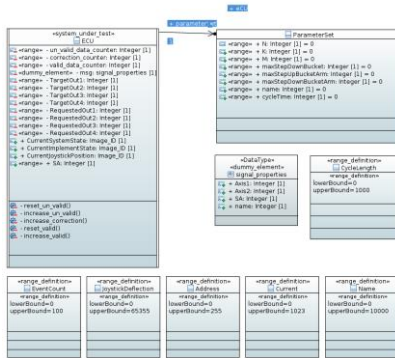 + ecu
+ parameter
«system_under_test»
ECU
«range» - un_valid_data_counter: Integer [1]
«range» - correction_counter: Integer [1]
«range» - valid_data_counter: Integer [1]
«dummy_element» - msg: signal_properties [1]
«range» - TargetOut1: Integer [1]
«range» - TargetOut2: Integer [1]
«range» - TargetOut3: Integer [1]
«range» - TargetOut4: Integer [1]
«range» - RequestedOut1: Integer [1]
«range» - RequestedOut2: Integer [1]
«range» - RequestedOut3: Integer [1]
«range» - RequestedOut4: Integer [1]
+ CurrentSystemState: Image_ID [1]
+ CurrentImplementState: Image_ID [1]
+ CurrentJoystickPosition: Image_ID [1]
«range» + SA: Integer [1]
- reset_un_valid()
- increase_un_valid()
- increase_correction()
- reset_valid()
- increase_valid()
ParameterSet
«range» + N: Integer [1] = 0
«range» + K: Integer [1] = 0
«range» + M: Integer [1] = 0
«range» + maxStepDownBucket: Integer [1] = 0
«range» + maxStepUpBucketArm: Integer [1] = 0
«range» + maxStepDownBucketArm: Integer [1] = 0
«range» + name: Integer [1] = 0
«range» + cycleTime: Integer [1] = 0
«DataType»
«dummy_element»
signal_properties
+ Axis1: Integer [1]
+ Axis2: Integer [1]
+ SA: Integer [1]
+ name: Integer [1]
«range_definition»
CycleLength
«range_definition»
lowerBound=0
upperBound=1000
«range_definition»
EventCount
«range_definition»
lowerBound=0
upperBound=100
«range_definition»
JoystickDeflection
«range_definition»
lowerBound=0
upperBound=65355
«range_definition»
Address
«range_definition»
lowerBound=0
upperBound=255
«range_definition»
Current
«range_definition»
lowerBound=0
upperBound=1023
«range_definition»
Name
«range_definition»
lowerBound=0
upperBound=10000